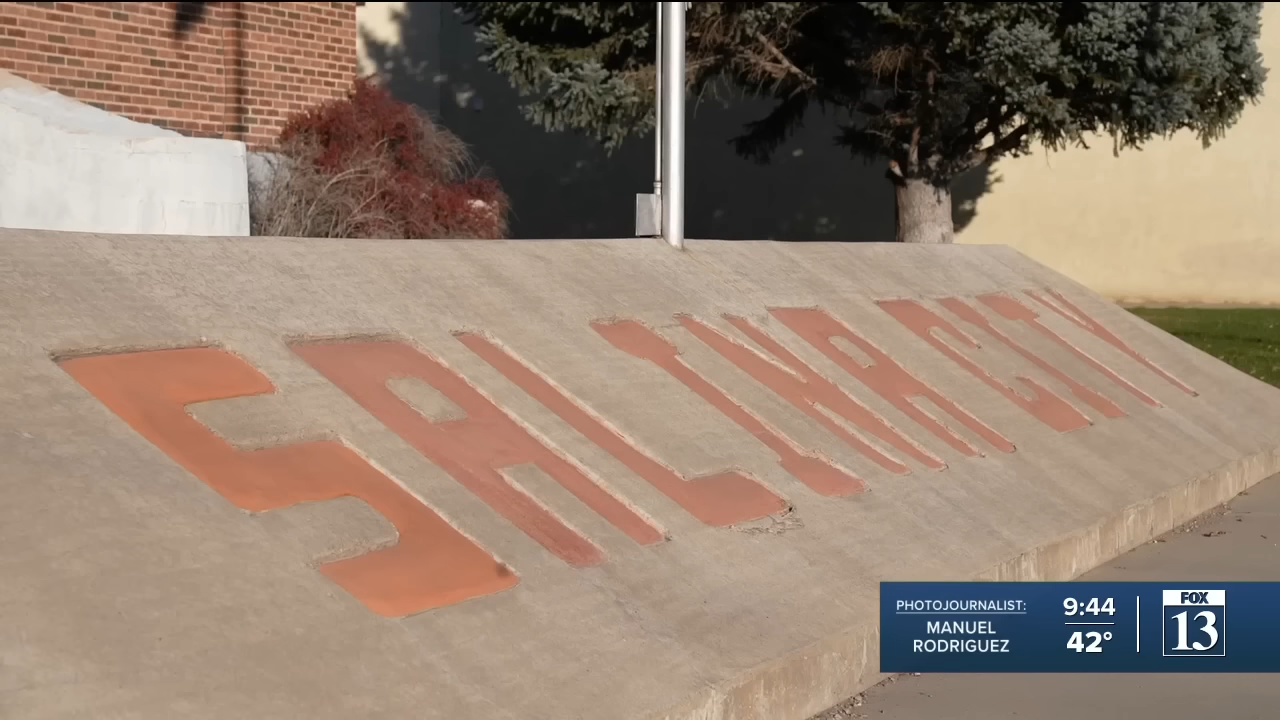 SALINA CITY
PHOTOJOURNALIST:
MANUEL
RODRIGUEZ
9:44
42°
FOX
13